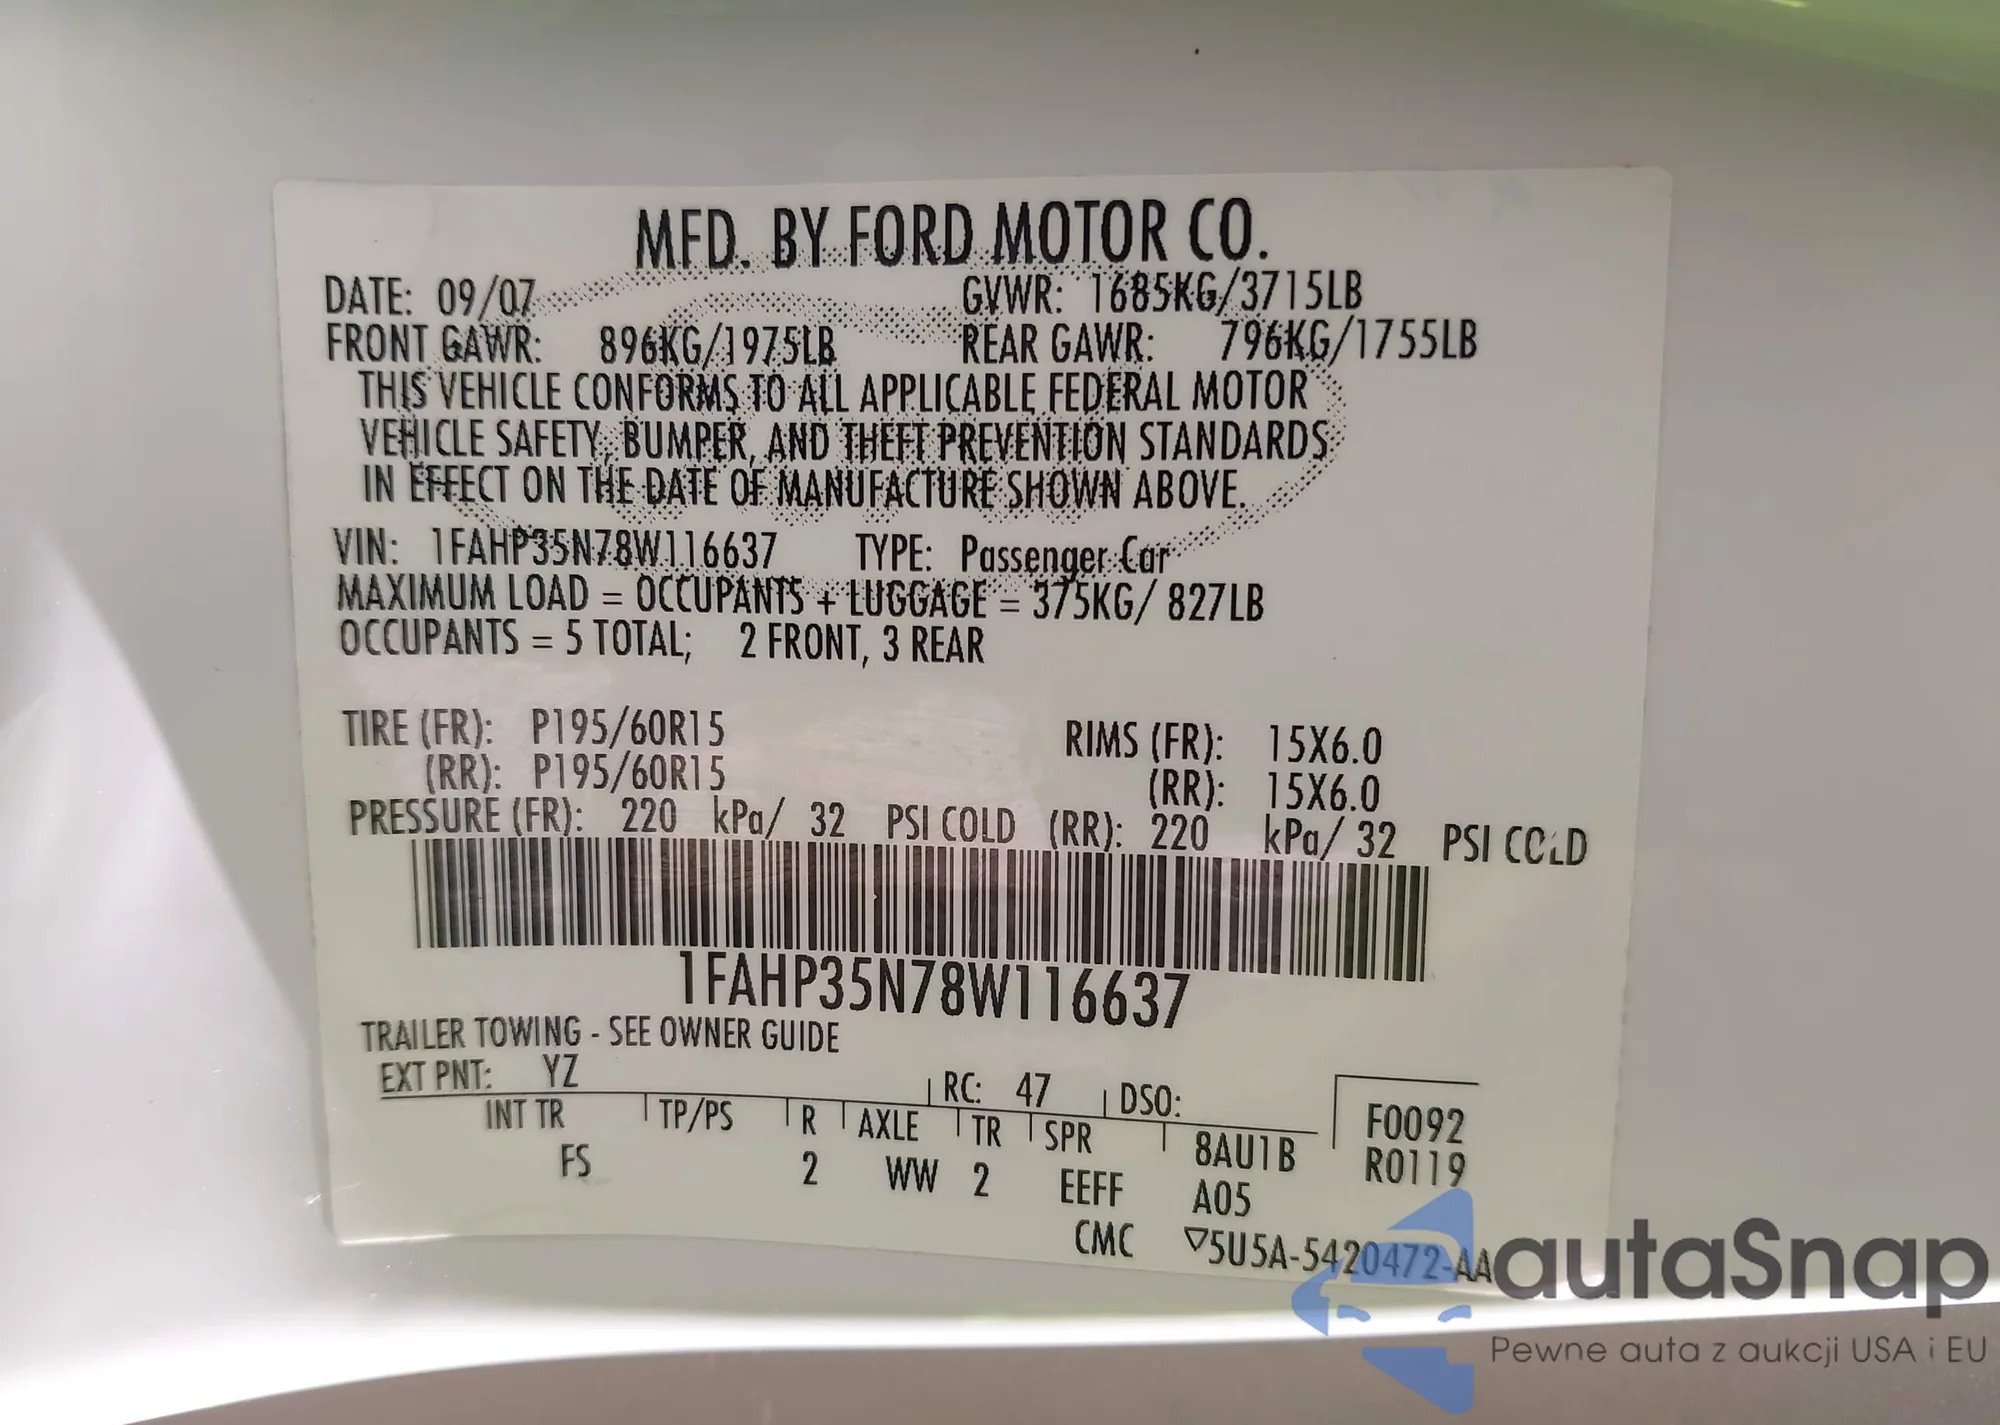 MFD. BY FORD MOTOR CO.
DATE: 09/07 GVWR: 1685KG/3715LB
FRONT GAWR: 896KG/1975LB REAR GAWR: 796KG/1755LB
THIS VEHICLE CONFORMS TO ALL APPLICABLE FEDERAL MOTOR
VEHICLE SAFETY, BUMPER, AND THEFT PREVENTION STANDARDS
IN EFFECT ON THE DATE OF MANUFACTURE SHOWN ABOVE.
VIN: 1FAHP35N78W116637 TYPE: Passenger Car
MAXIMUM LOAD = OCCUPANTS + LUGGAGE = 375KG/ 827LB
OCCUPANTS = 5 TOTAL; 2 FRONT, 3 REAR
TIRE (FR): P195/60R15 RIMS (FR): 15X6.0
(RR): P195/60R15 (RR): 15X6.0
PRESSURE (FR): 220 kPa/ 32 PSI COLD (RR): 220 kPa/ 32 PSI COLD
1FAHP35N78W116637
TRAILER TOWING - SEE OWNER GUIDE
EXT PNT: YZ RC: 47 DSO: F0092
INT TR TP/PS R AXLE TR SPR 8AU1B R0119
FS 2 WW 2 EEFF A05
CMC ▽5U5A-5420472-AA
autaSnap
Pewne auta z aukcji USA i EU